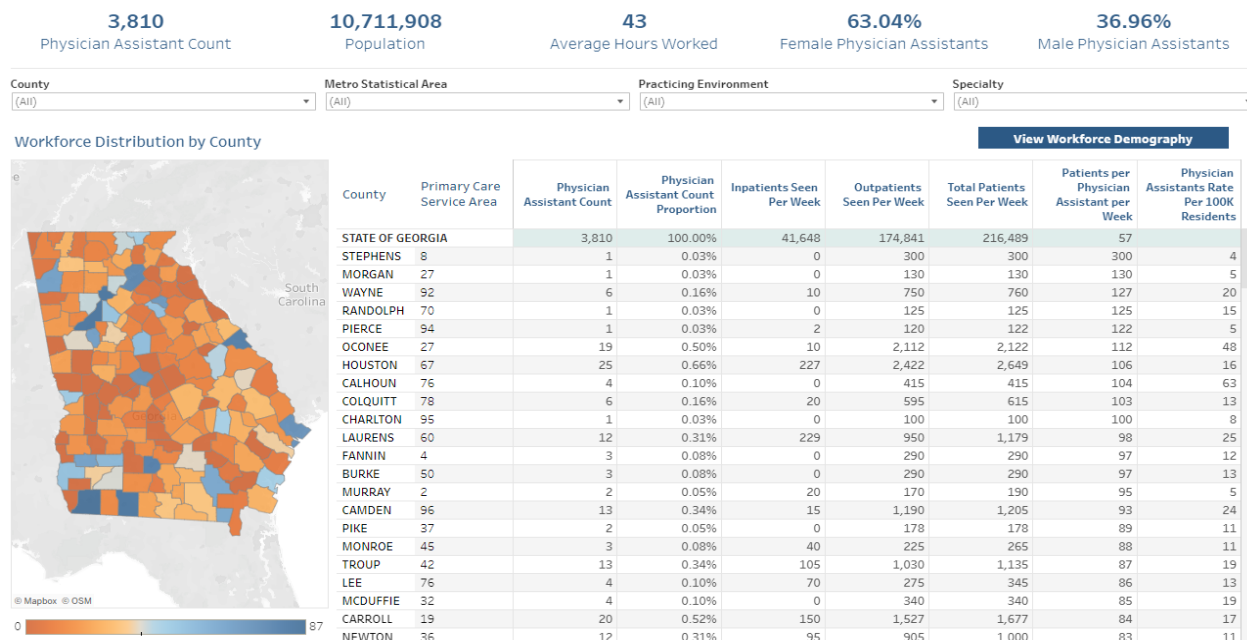 3,810 10,711,908 43 63.04% 36.96%
Physician Assistant Count Population Average Hours Worked Female Physician Assistants Male Physician Assistants
County Metro Statistical Area Practicing Environment Specialty
(All) (All) (All) (All)
Workforce Distribution by County
View Workforce Demography
County Primary Care Service Area Physician Assistant Count Physician Assistant Count Proportion Inpatients Seen Per Week Outpatients Seen Per Week Total Patients Seen Per Week Patients per Physician Assistant per Week Physician Assistants Rate Per 100K Residents
STATE OF GEORGIA 3,810 100.00% 41,648 174,841 216,489 57
STEPHENS 8 1 0.03% 0 300 300 300 4
MORGAN 27 1 0.03% 0 130 130 130 5
WAYNE 92 6 0.16% 10 750 760 127 20
RANDOLPH 70 1 0.03% 0 125 125 125 15
PIERCE 94 1 0.03% 2 120 122 122 5
OCONEE 27 19 0.50% 10 2,112 2,122 112 48
HOUSTON 67 25 0.66% 227 2,422 2,649 106 16
CALHOUN 76 4 0.10% 0 415 415 104 63
COLQUITT 78 6 0.16% 20 595 615 103 13
CHARLTON 95 1 0.03% 0 100 100 100 8
LAURENS 60 12 0.31% 229 950 1,179 98 25
FANNIN 4 3 0.08% 0 290 290 97 12
BURKE 50 3 0.08% 0 290 290 97 13
MURRAY 2 2 0.05% 20 170 190 95 5
CAMDEN 96 13 0.34% 15 1,190 1,205 93 24
PIKE 37 2 0.05% 0 178 178 89 11
MONROE 45 3 0.08% 40 225 265 88 11
TROUP 42 13 0.34% 105 1,030 1,135 87 19
LEE 76 4 0.10% 70 275 345 86 13
MCDUFFIE 32 4 0.10% 0 340 340 85 19
CARROLL 19 20 0.52% 150 1,527 1,677 84 17
NEWTON 36 12 0.31% 95 905 1,000 83 11
e
South
Carolina
Georgia
© Mapbox © OSM
0 87